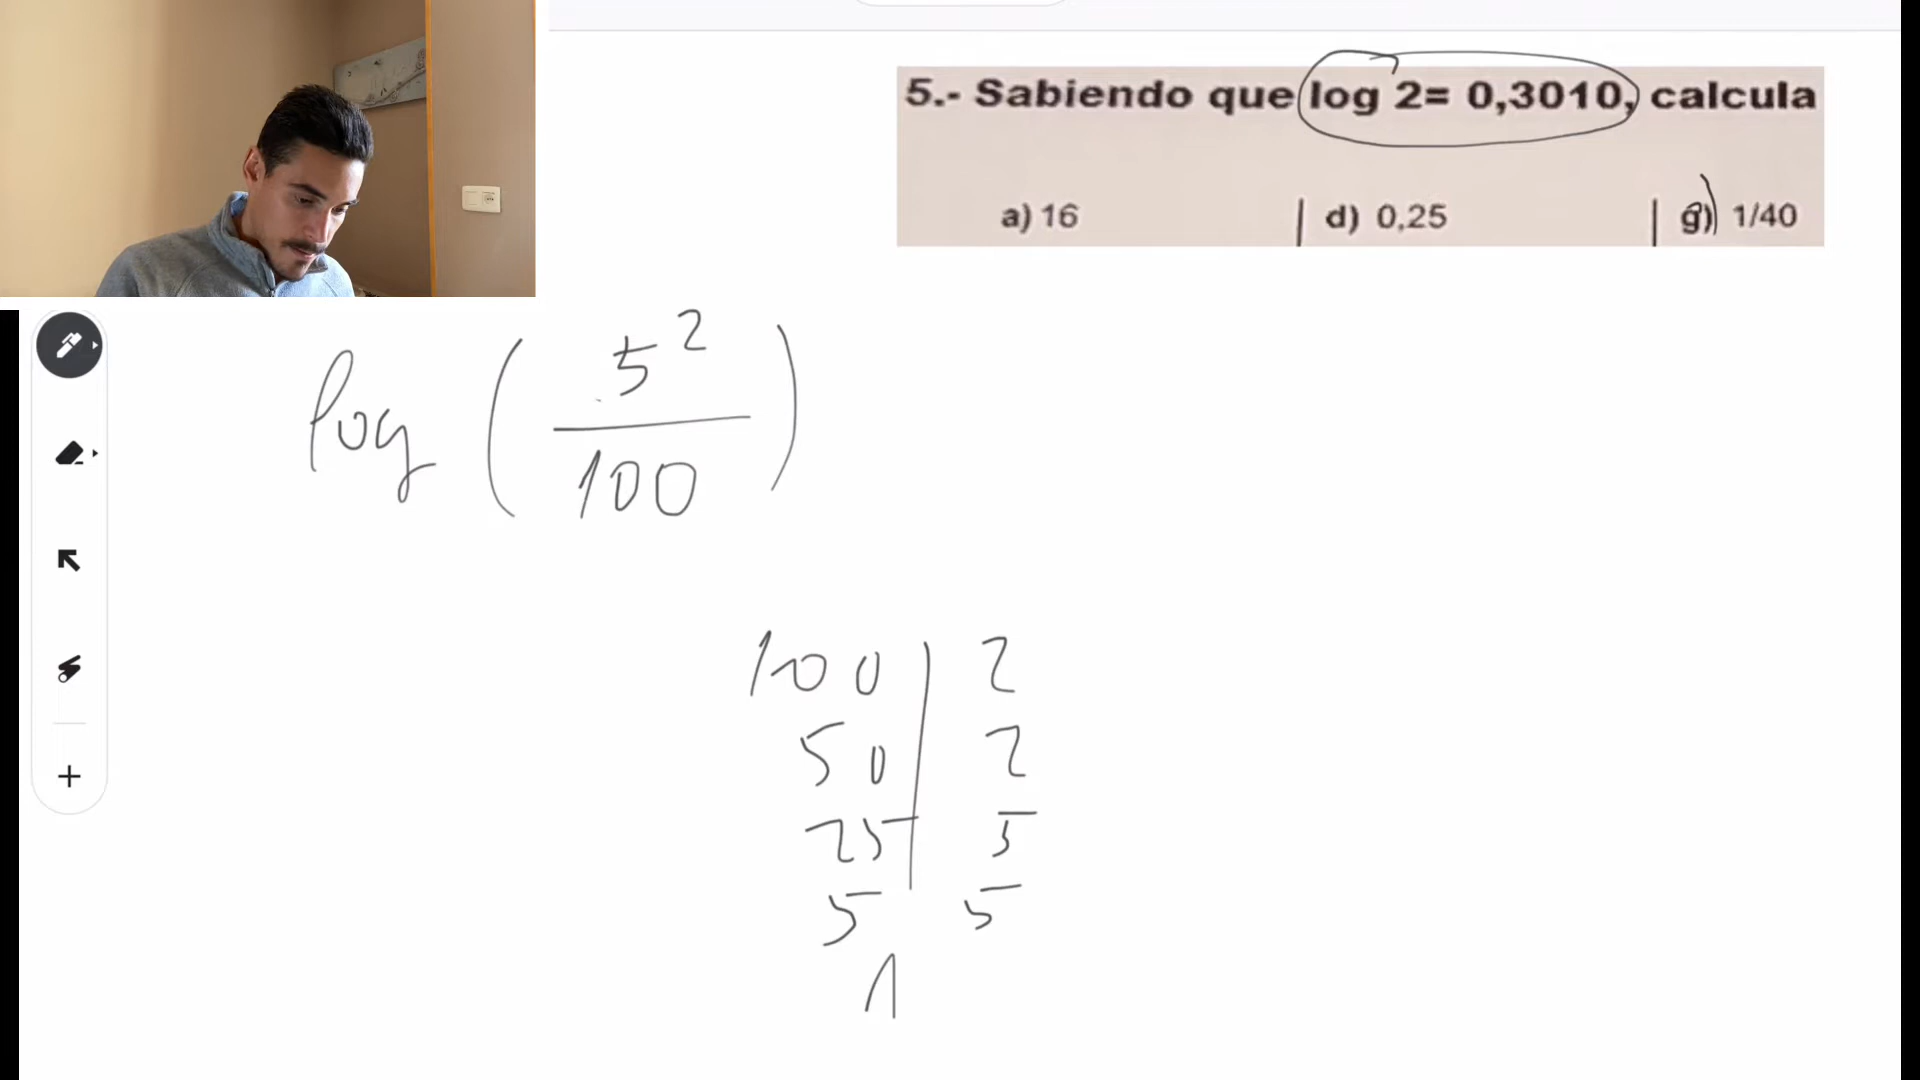 5.- Sabiendo que log 2= 0,3010, calcula
a) 16 | d) 0,25 | g) 1/40
log ( 5² / 100 )
100 | 2
50 | 2
25 | 5
5 | 5
1